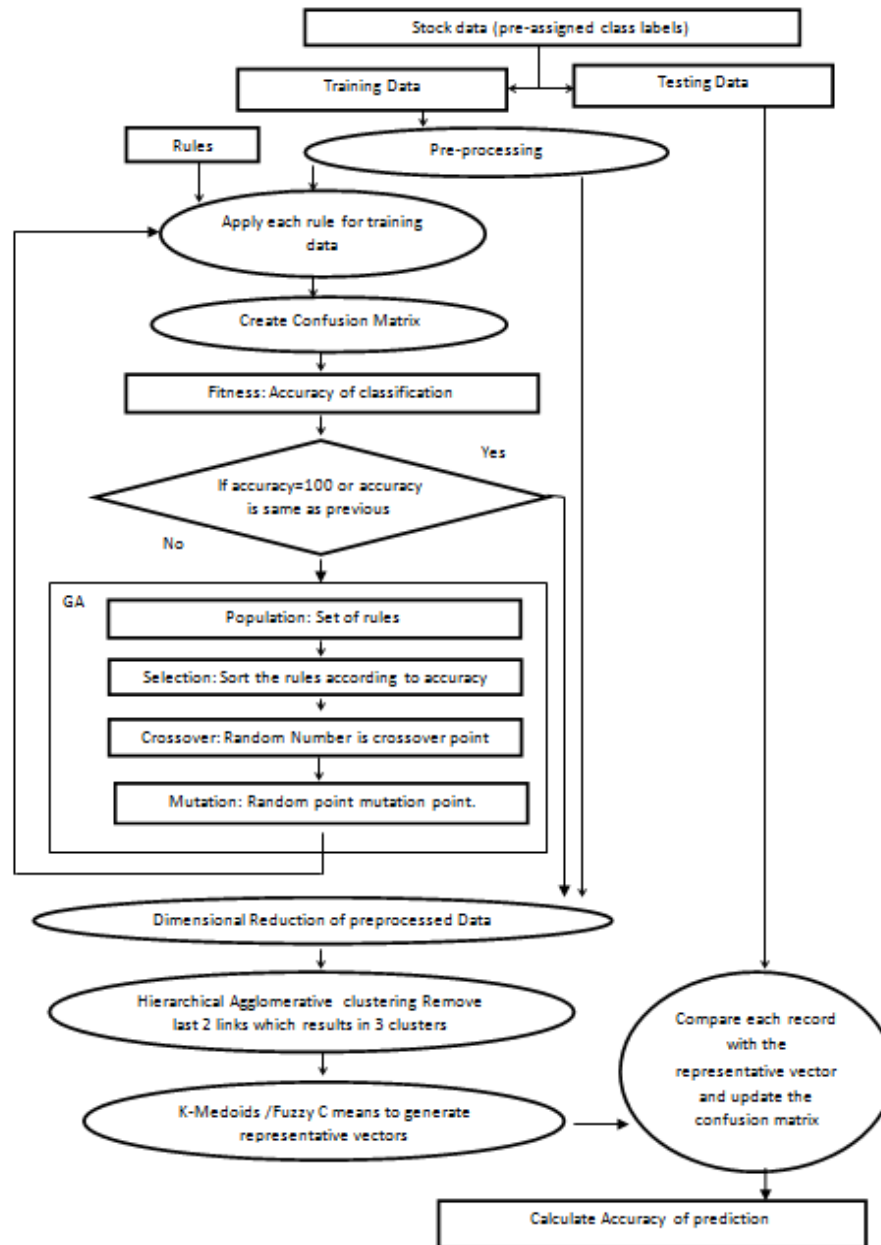 Stock data (pre-assigned class labels)
Training Data
Testing Data
Rules
Pre-processing
Apply each rule for training
data
Create Confusion Matrix
Fitness: Accuracy of classification
Yes
If accuracy=100 or accuracy
is same as previous
No
GA
Population: Set of rules
Selection: Sort the rules according to accuracy
Crossover: Random Number is crossover point
Mutation: Random point mutation point.
Dimensional Reduction of preprocessed Data
Hierarchical Agglomerative clustering Remove
last 2 links which results in 3 clusters
Compare each record
with the
representative vector
and update the
confusion matrix
K-Medoids /Fuzzy C means to generate
representative vectors
Calculate Accuracy of prediction